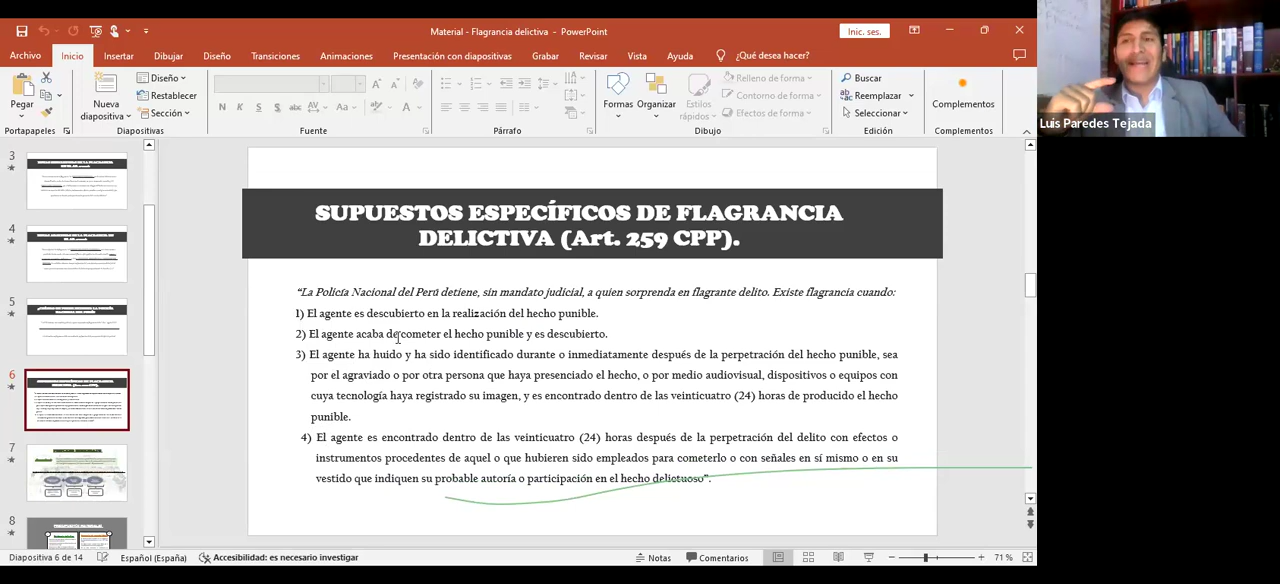 Material - Flagrancia delictiva - PowerPoint
Inic. ses.
Archivo Inicio Insertar Dibujar Diseño Transiciones Animaciones Presentación con diapositivas Grabar Revisar Vista Ayuda ¿Qué desea hacer?
Pegar
Nueva diapositiva
Diseño
Restablecer
Sección
N K S S abc AV Aa A
Formas Organizar Estilos rápidos
Relleno de forma
Contorno de forma
Efectos de forma
Buscar
Reemplazar
Seleccionar
Complementos
Portapapeles Diapositivas Fuente Párrafo Dibujo Edición Complementos
Luis Paredes Tejada
3
4
5
6
7
8
SUPUESTOS ESPECÍFICOS DE FLAGRANCIA
DELICTIVA (Art. 259 CPP).
“La Policía Nacional del Perú detiene, sin mandato judicial, a quien sorprenda en flagrante delito. Existe flagrancia cuando:
1) El agente es descubierto en la realización del hecho punible.
2) El agente acaba de cometer el hecho punible y es descubierto.
3) El agente ha huido y ha sido identificado durante o inmediatamente después de la perpetración del hecho punible, sea
por el agraviado o por otra persona que haya presenciado el hecho, o por medio audiovisual, dispositivos o equipos con
cuya tecnología haya registrado su imagen, y es encontrado dentro de las veinticuatro (24) horas de producido el hecho
punible.
4) El agente es encontrado dentro de las veinticuatro (24) horas después de la perpetración del delito con efectos o
instrumentos procedentes de aquel o que hubieren sido empleados para cometerlo o con señales en sí mismo o en su
vestido que indiquen su probable autoría o participación en el hecho delictuoso”.
Diapositiva 6 de 14 Español (España) Accesibilidad: es necesario investigar Notas Comentarios 71 %